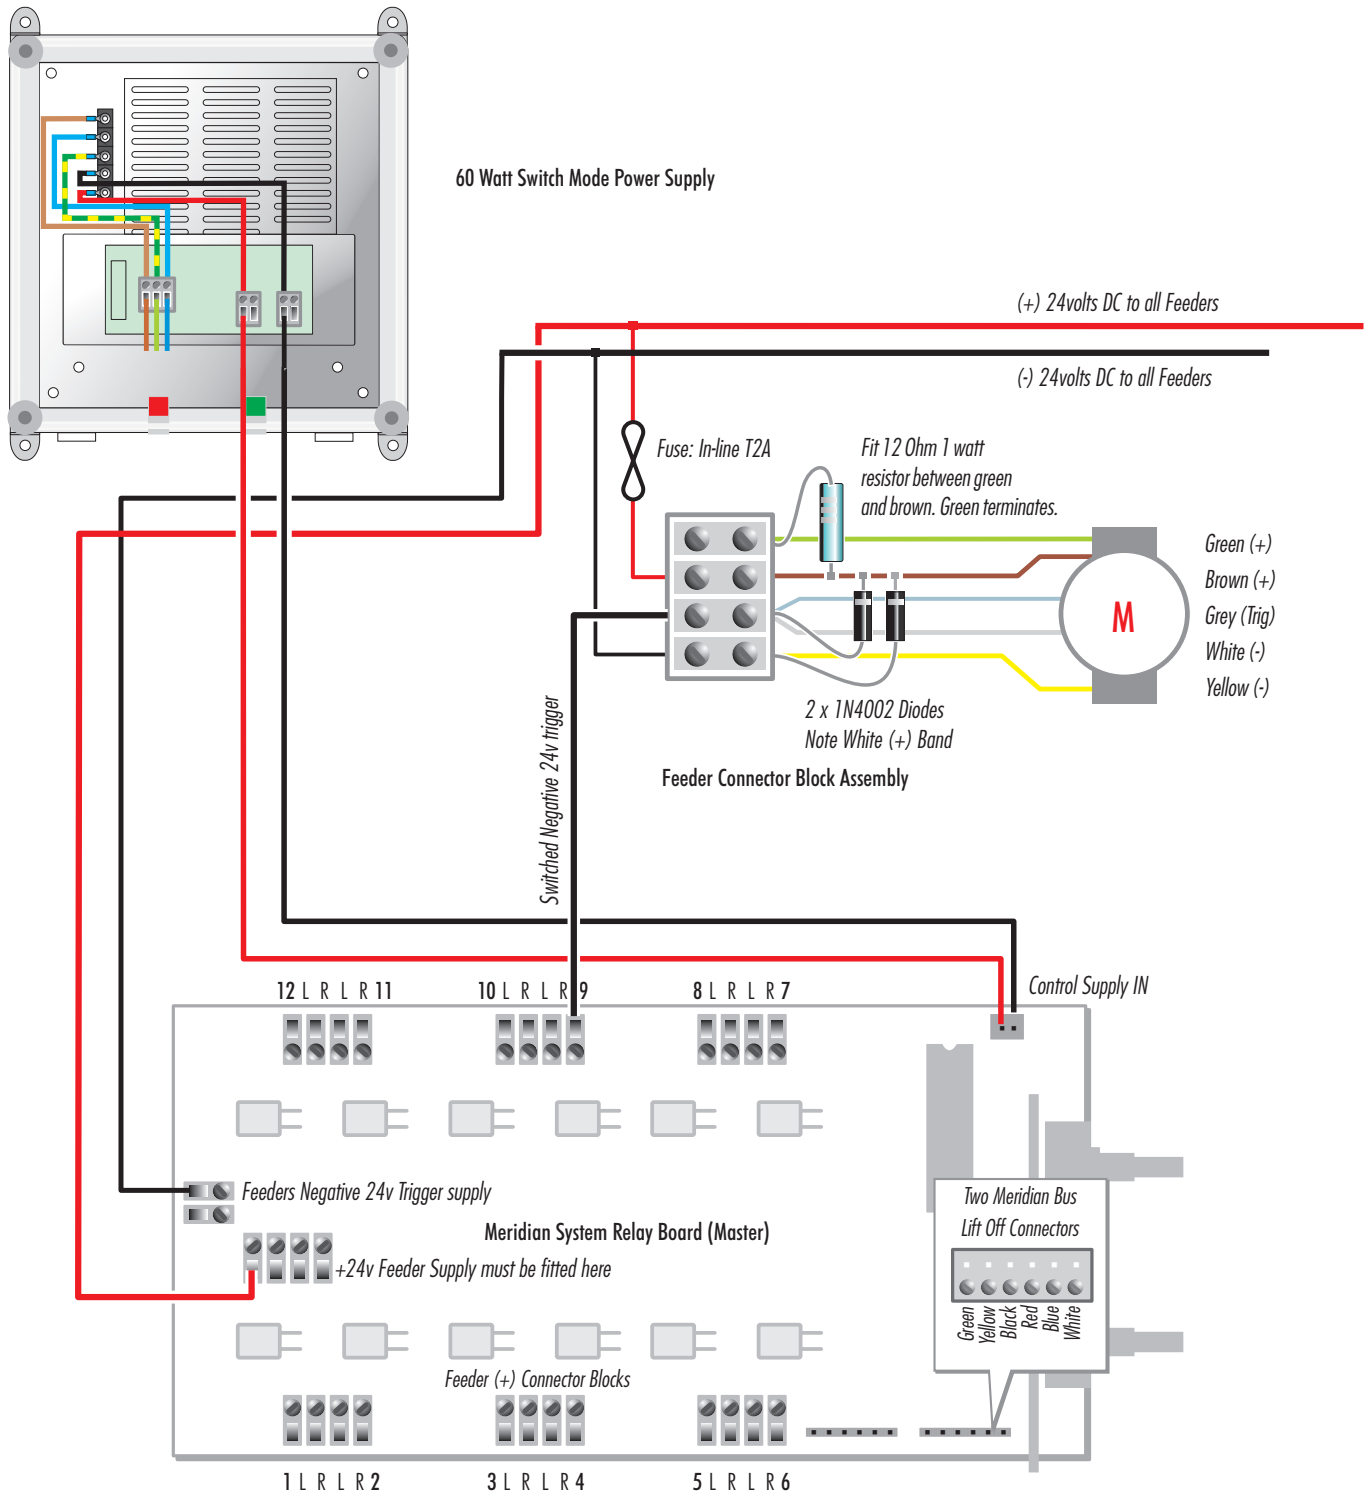 60 Watt Switch Mode Power Supply
(+) 24volts DC to all Feeders
(-) 24volts DC to all Feeders
Fuse: In-line T2A
Fit 12 Ohm 1 watt
resistor between green
and brown. Green terminates.
Green (+)
Brown (+)
Grey (Trig)
White (-)
Yellow (-)
M
2 x 1N4002 Diodes
Note White (+) Band
Feeder Connector Block Assembly
Switched Negative 24v trigger
Control Supply IN
12 L R L R 11
10 L R L R 9
8 L R L R 7
Feeders Negative 24v Trigger supply
Meridian System Relay Board (Master)
+24v Feeder Supply must be fitted here
Two Meridian Bus
Lift Off Connectors
Green
Yellow
Black
Red
Blue
White
Feeder (+) Connector Blocks
1 L R L R 2
3 L R L R 4
5 L R L R 6